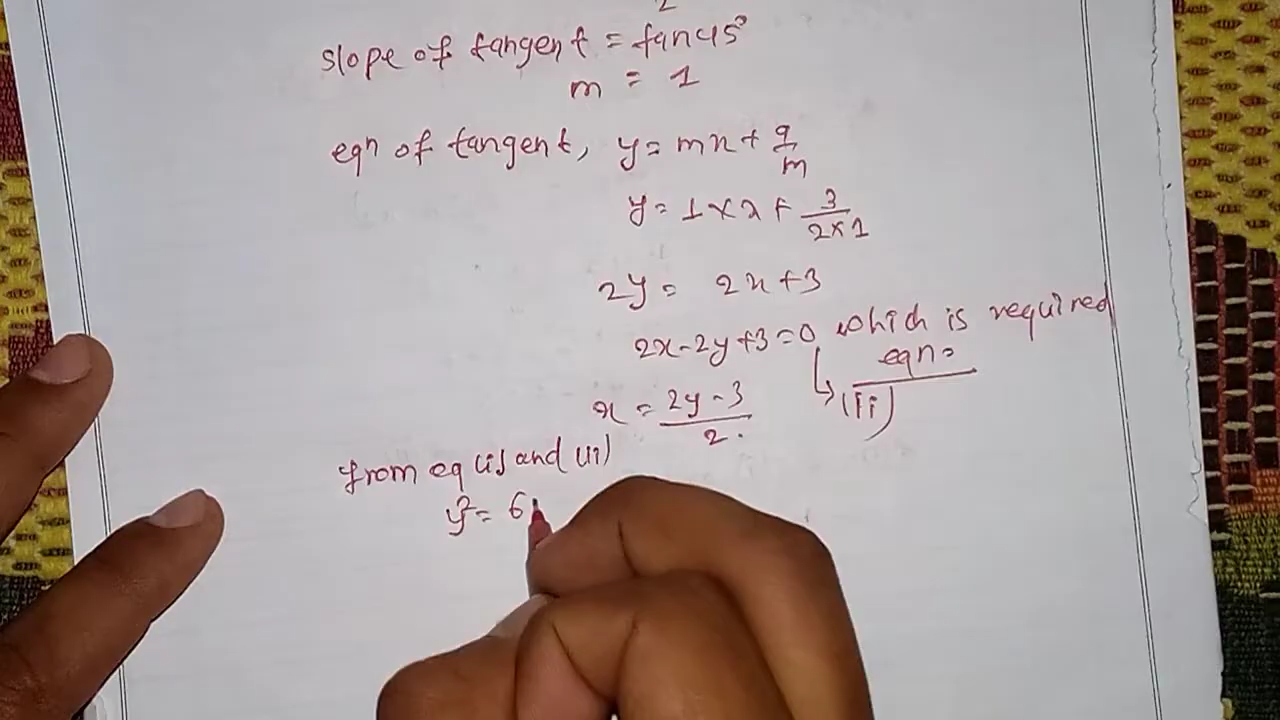 2
slope of tangent = tan45°
m = 1
eqn of tangent, y = mx + a/m
y = 1 × x + 3/2×1
2y = 2x + 3
2x - 2y + 3 = 0 which is required eqn.
↳ (ii)
x = 2y - 3/2.
from eq (i) and (ii)
y² = 6